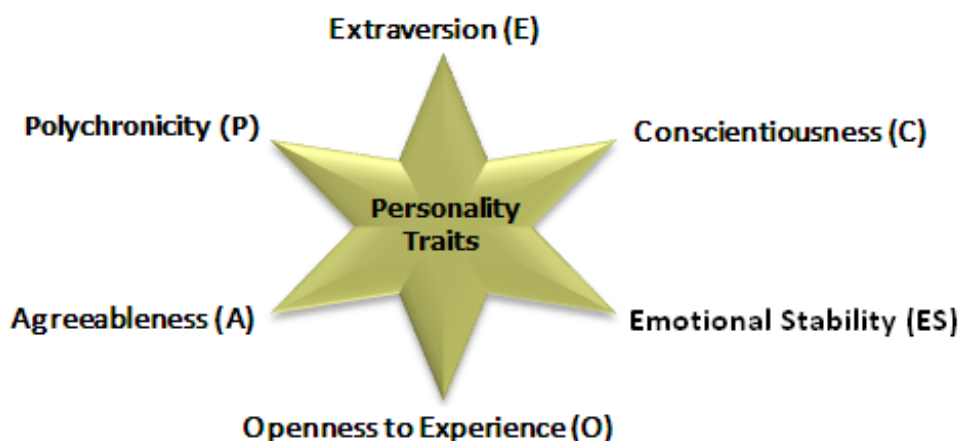 Extraversion (E)
Polychronicity (P)
Conscientiousness (C)
Personality
Traits
Agreeableness (A)
Emotional Stability (ES)
Openness to Experience (O)